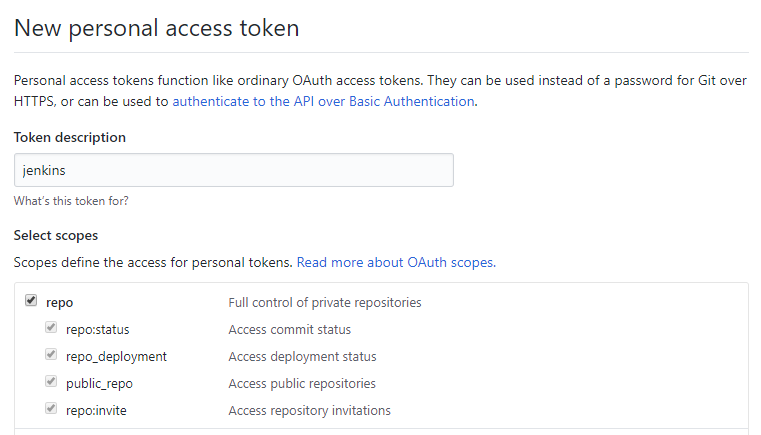 New personal access token
Personal access tokens function like ordinary OAuth access tokens. They can be used instead of a password for Git over
HTTPS, or can be used to authenticate to the API over Basic Authentication.
Token description
jenkins
What's this token for?
Select scopes
Scopes define the access for personal tokens. Read more about OAuth scopes.
repo Full control of private repositories
repo:status Access commit status
repo_deployment Access deployment status
public_repo Access public repositories
repo:invite Access repository invitations